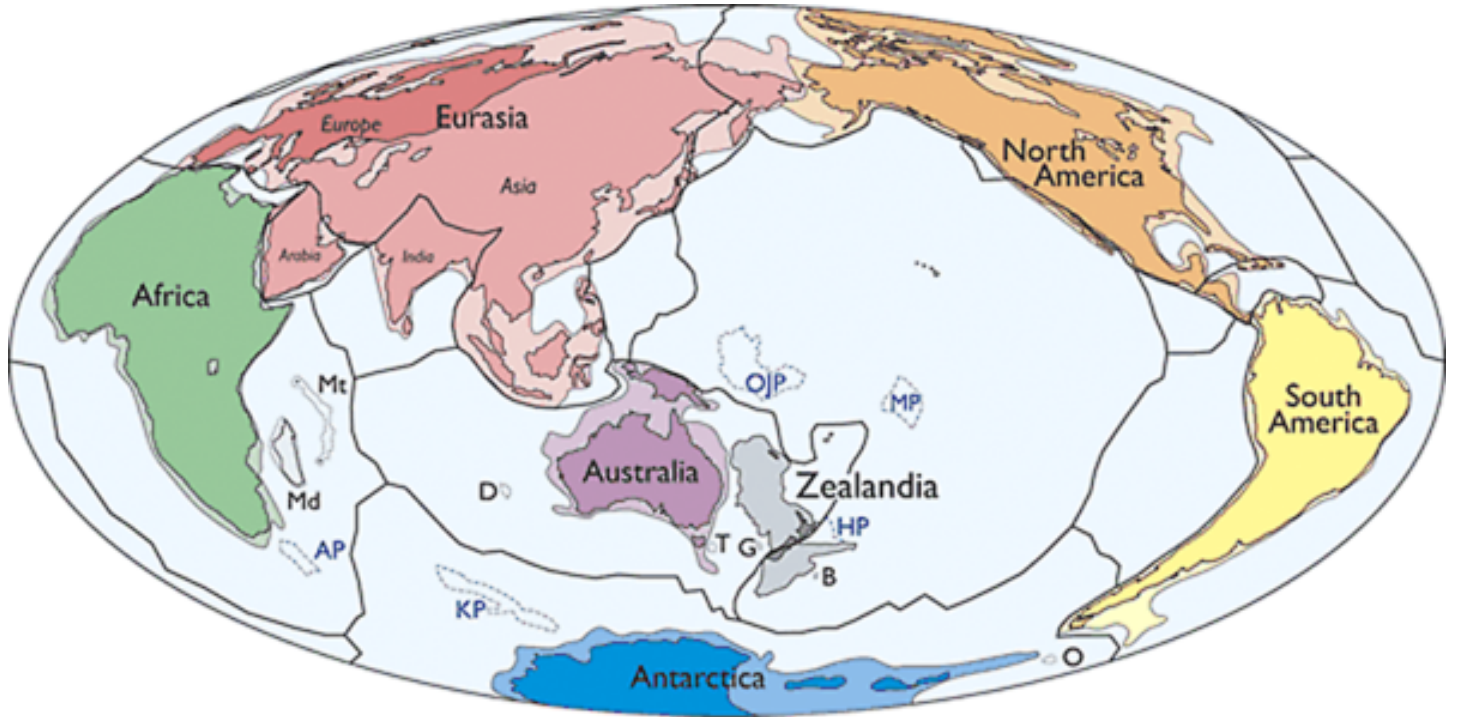 Europe
Eurasia
Asia
North
America
Arabia
India
Africa
Mt
OJP
MP
South
America
Australia
Zealandia
D
Md
HP
T
G
AP
B
KP
O
Antarctica